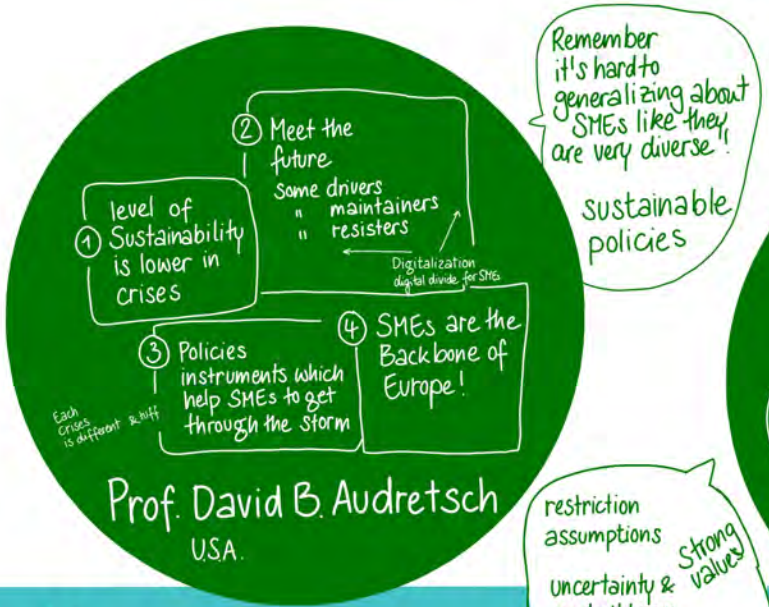 ① level of
Sustainability
is lower in
crises
② Meet the
future
Some drivers
" maintainers
" resisters
Digitalization
digital divide for SMEs
③ Policies
instruments which
help SMEs to get
through the storm
Each
crises
is different &
④ SMEs are the
Backbone of
Europe!
Prof. David B. Audretsch
U.S.A.
Remember
it's hard to
generalizing about
SMEs like they
are very diverse!
sustainable
policies
restriction
assumptions
Strong
values
uncertainty &